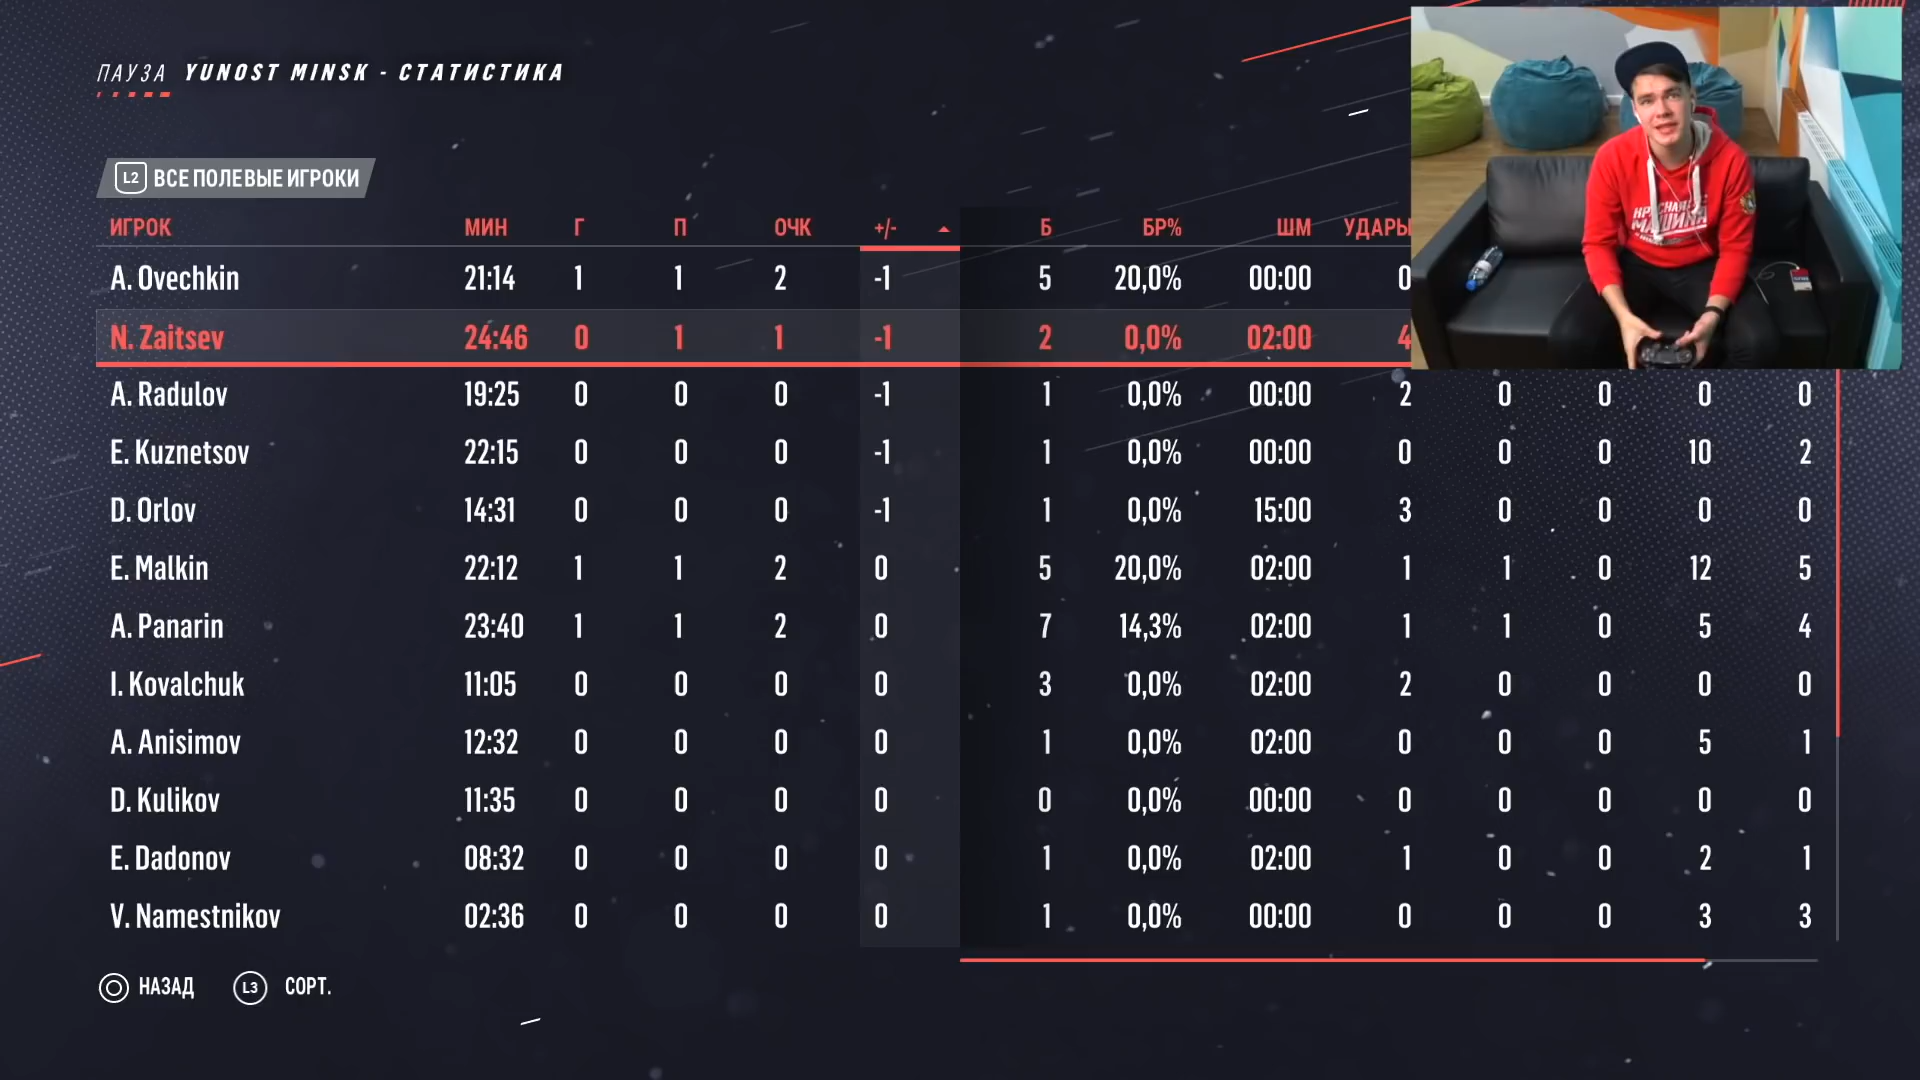 ПАУЗА YUNOST MINSK - СТАТИСТИКА
L2 ВСЕ ПОЛЕВЫЕ ИГРОКИ
ИГРОК МИН Г П ОЧК +/- Б БР% ШМ УДАРЫ
A. Ovechkin 21:14 1 1 2 -1 5 20,0% 00:00 0
N. Zaitsev 24:46 0 1 1 -1 2 0,0% 02:00 4
A. Radulov 19:25 0 0 0 -1 1 0,0% 00:00 2 0 0 0 0
E. Kuznetsov 22:15 0 0 0 -1 1 0,0% 00:00 0 0 0 10 2
D. Orlov 14:31 0 0 0 -1 1 0,0% 15:00 3 0 0 0 0
E. Malkin 22:12 1 1 2 0 5 20,0% 02:00 1 1 0 12 5
A. Panarin 23:40 1 1 2 0 7 14,3% 02:00 1 1 0 5 4
I. Kovalchuk 11:05 0 0 0 0 3 0,0% 02:00 2 0 0 0 0
A. Anisimov 12:32 0 0 0 0 1 0,0% 02:00 0 0 0 5 1
D. Kulikov 11:35 0 0 0 0 0 0,0% 00:00 0 0 0 0 0
E. Dadonov 08:32 0 0 0 0 1 0,0% 02:00 1 0 0 2 1
V. Namestnikov 02:36 0 0 0 0 1 0,0% 00:00 0 0 0 3 3
НАЗАД L3 СОРТ.
КРАСНАЯ
МАШИНА